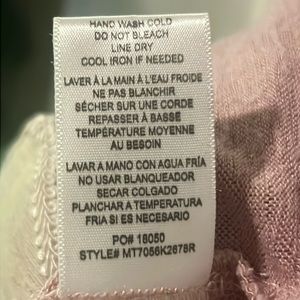 HAND WASH COLD
DO NOT BLEACH
LINE DRY
COOL IRON IF NEEDED
LAVER À LA MAIN À L'EAU FROIDE
NE PAS BLANCHIR
SÉCHER SUR UNE CORDE
REPASSER À BASSE
TEMPÉRATURE MOYENNE
AU BESOIN
LAVAR A MANO CON AGUA FRÍA
NO USAR BLANQUEADOR
SECAR COLGADO
PLANCHAR A TEMPERATURA
FRIA SI ES NECESARIO
PO# 18050
STYLE# MT7056K2678R